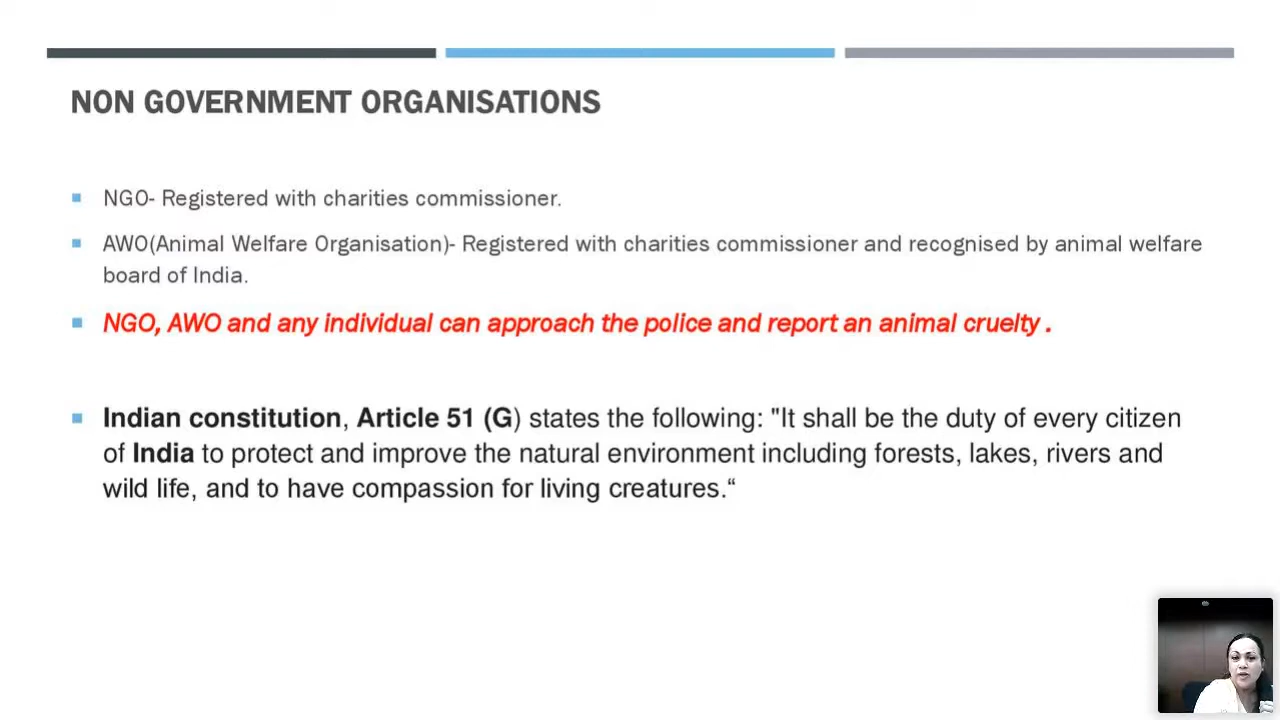 NON GOVERNMENT ORGANISATIONS
NGO- Registered with charities commissioner.
AWO(Animal Welfare Organisation)- Registered with charities commissioner and recognised by animal welfare
board of India.
NGO, AWO and any individual can approach the police and report an animal cruelty .
Indian constitution, Article 51 (G) states the following: "It shall be the duty of every citizen
of India to protect and improve the natural environment including forests, lakes, rivers and
wild life, and to have compassion for living creatures.“